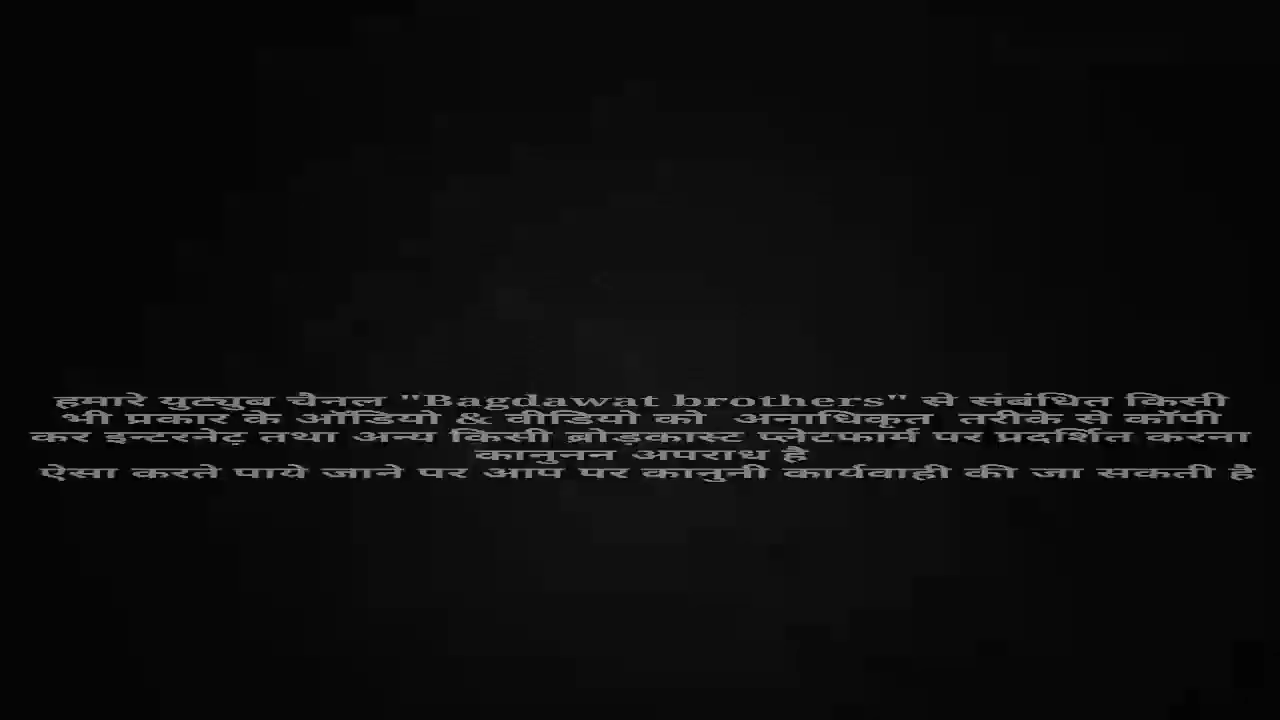 हमारे युट्युब चैनल "Bagdawat brothers" से संबंधित किसी
भी प्रकार के ऑडियो & वीडियो को अनाधिकृत तरीके से कॉपी
कर इन्टरनेट् तथा अन्य किसी ब्रोड़कास्ट प्लेटफार्म पर प्रदर्शित करना
कानुनन अपराध है
ऐसा करते पाये जाने पर आप पर कानुनी कार्यवाही की जा सकती है